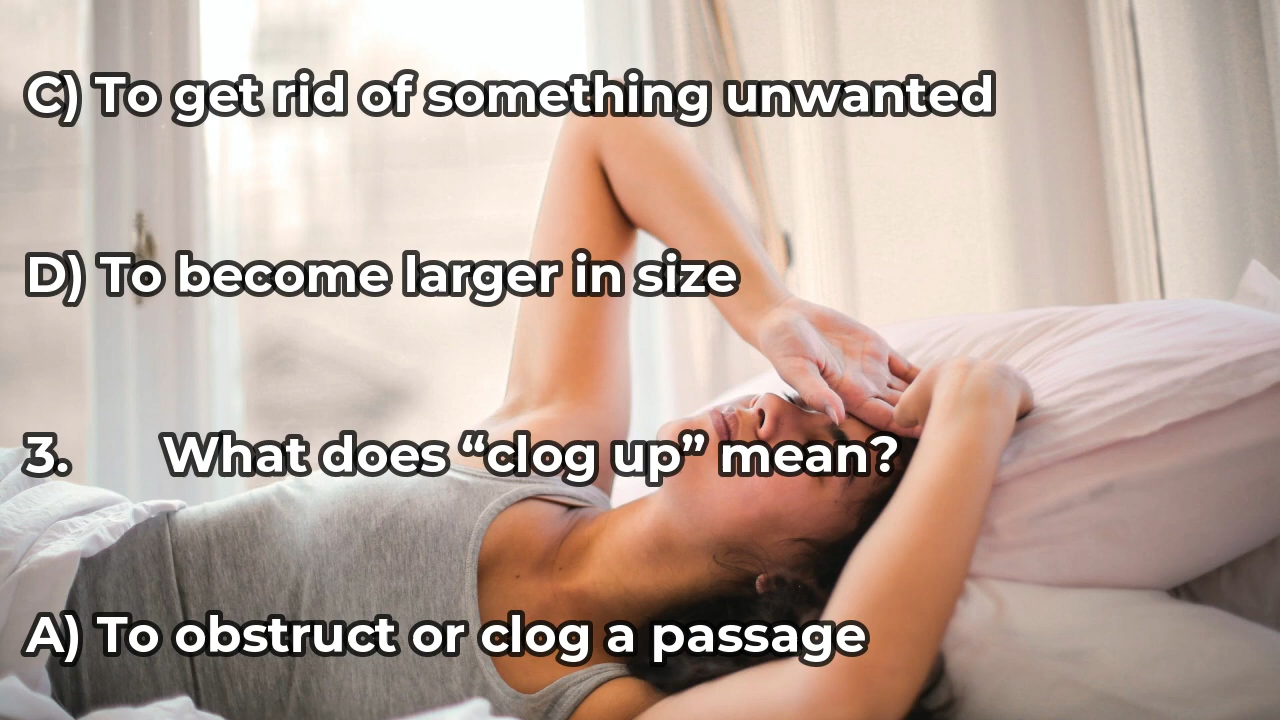 C) To get rid of something unwanted
D) To become larger in size
3. What does “clog up” mean?
A) To obstruct or clog a passage